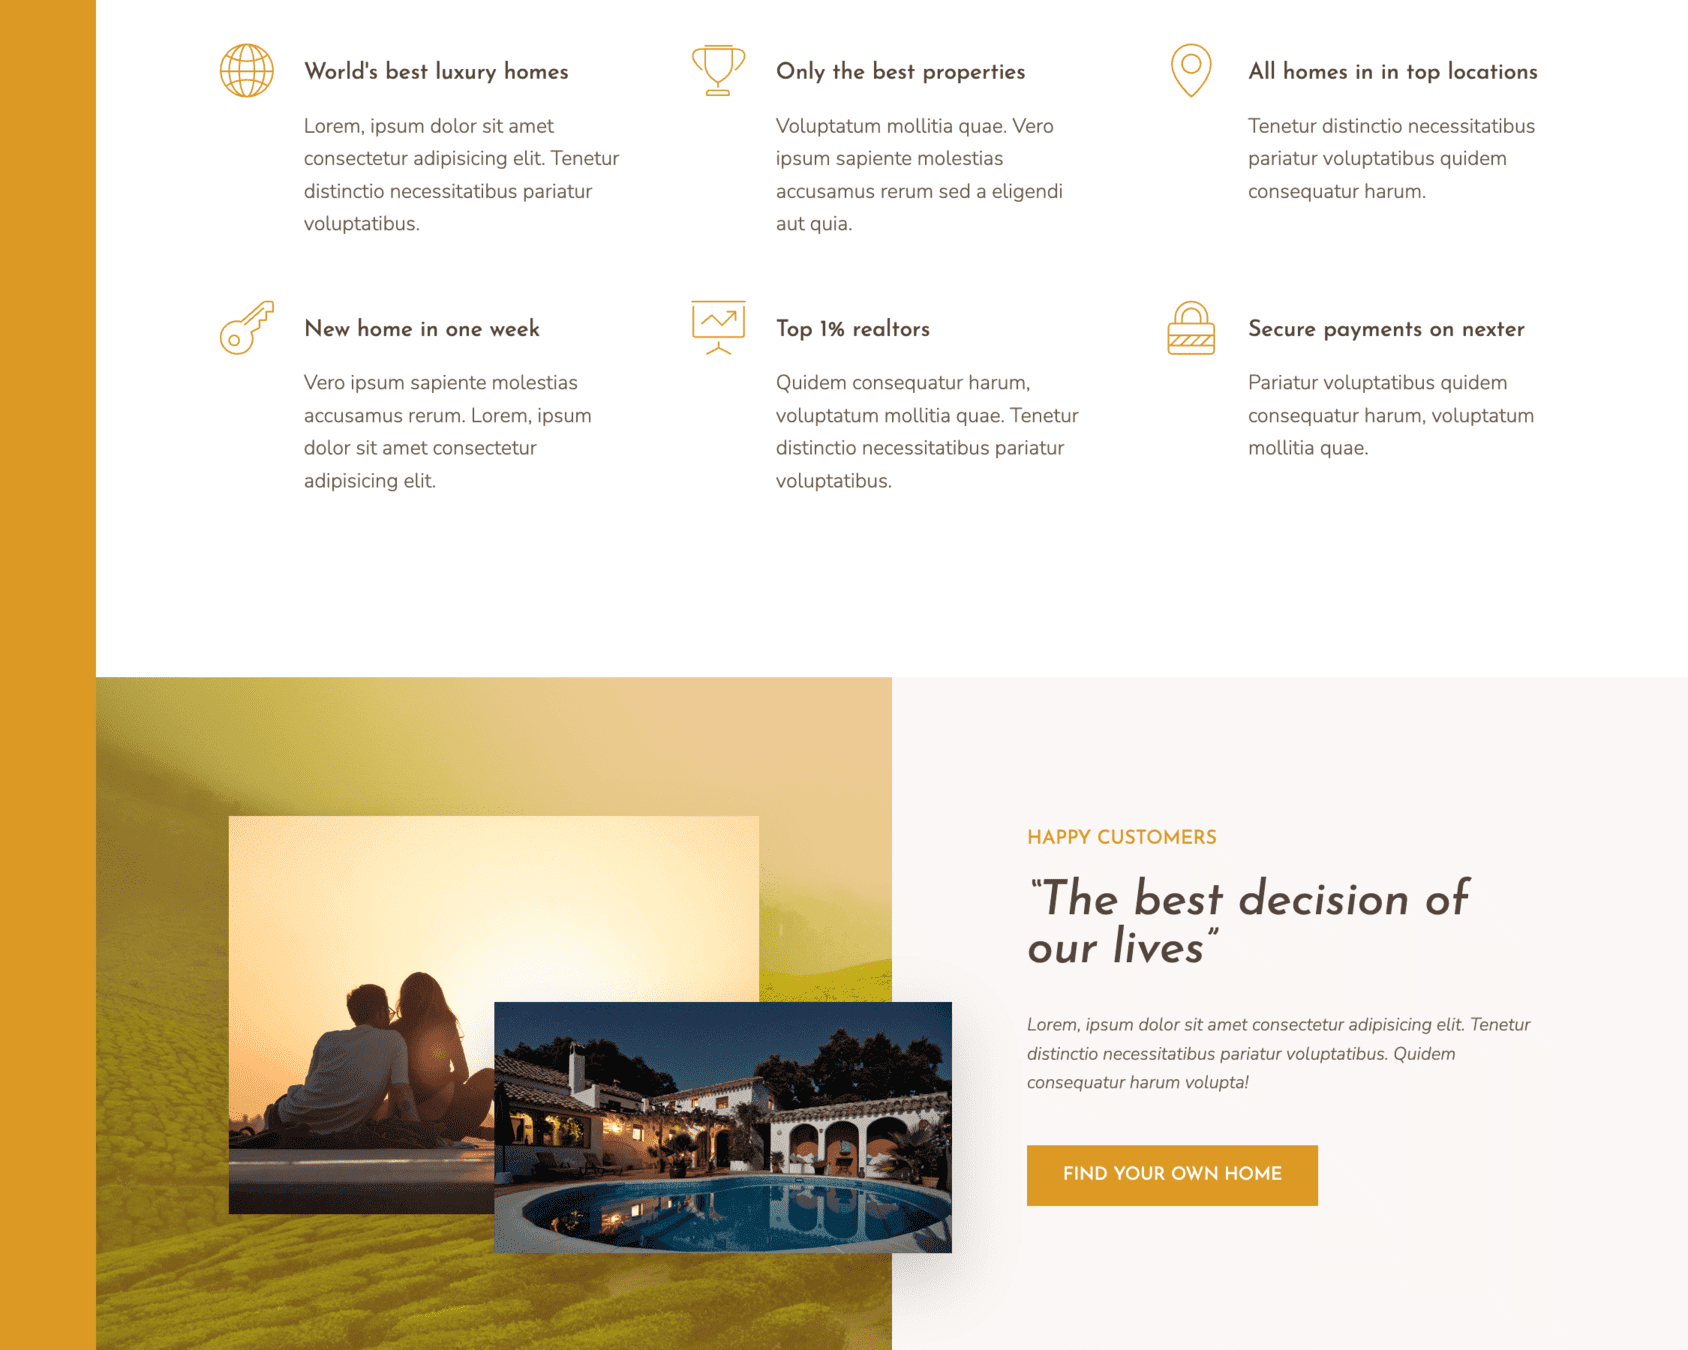 World's best luxury homes
Lorem, ipsum dolor sit amet
consectetur adipisicing elit. Tenetur
distinctio necessitatibus pariatur
voluptatibus.
Only the best properties
Voluptatum mollitia quae. Vero
ipsum sapiente molestias
accusamus rerum sed a eligendi
aut quia.
All homes in in top locations
Tenetur distinctio necessitatibus
pariatur voluptatibus quidem
consequatur harum.
New home in one week
Vero ipsum sapiente molestias
accusamus rerum. Lorem, ipsum
dolor sit amet consectetur
adipisicing elit.
Top 1% realtors
Quidem consequatur harum,
voluptatum mollitia quae. Tenetur
distinctio necessitatibus pariatur
voluptatibus.
Secure payments on nexter
Pariatur voluptatibus quidem
consequatur harum, voluptatum
mollitia quae.
HAPPY CUSTOMERS
“The best decision of
our lives”
Lorem, ipsum dolor sit amet consectetur adipisicing elit. Tenetur
distinctio necessitatibus pariatur voluptatibus. Quidem
consequatur harum volupta!
FIND YOUR OWN HOME